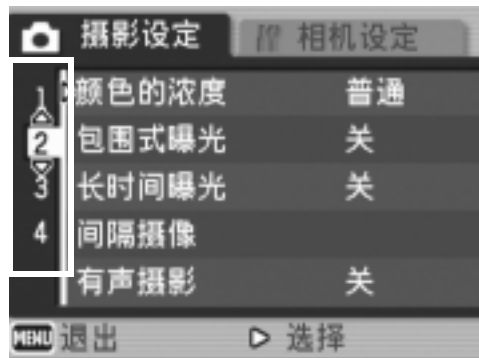 摄影设定 相机设定
1 颜色的浓度 普通
2 包围式曝光 关
3 长时间曝光 关
4 间隔摄像
有声摄影 关
MENU 退出 选择